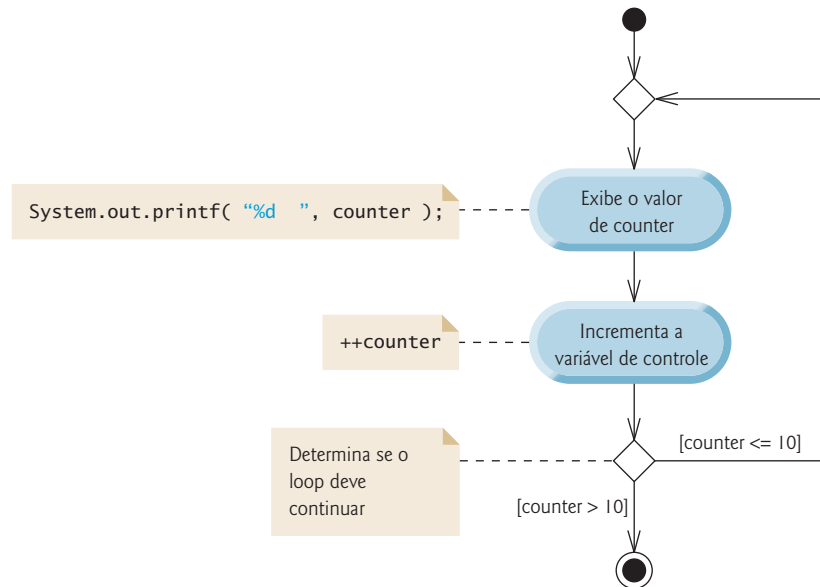 System.out.printf( “%d  ”, counter );
Exibe o valor
de counter
++counter
Incrementa a
variável de controle
Determina se o
loop deve
continuar
[counter <= 10]
[counter > 10]